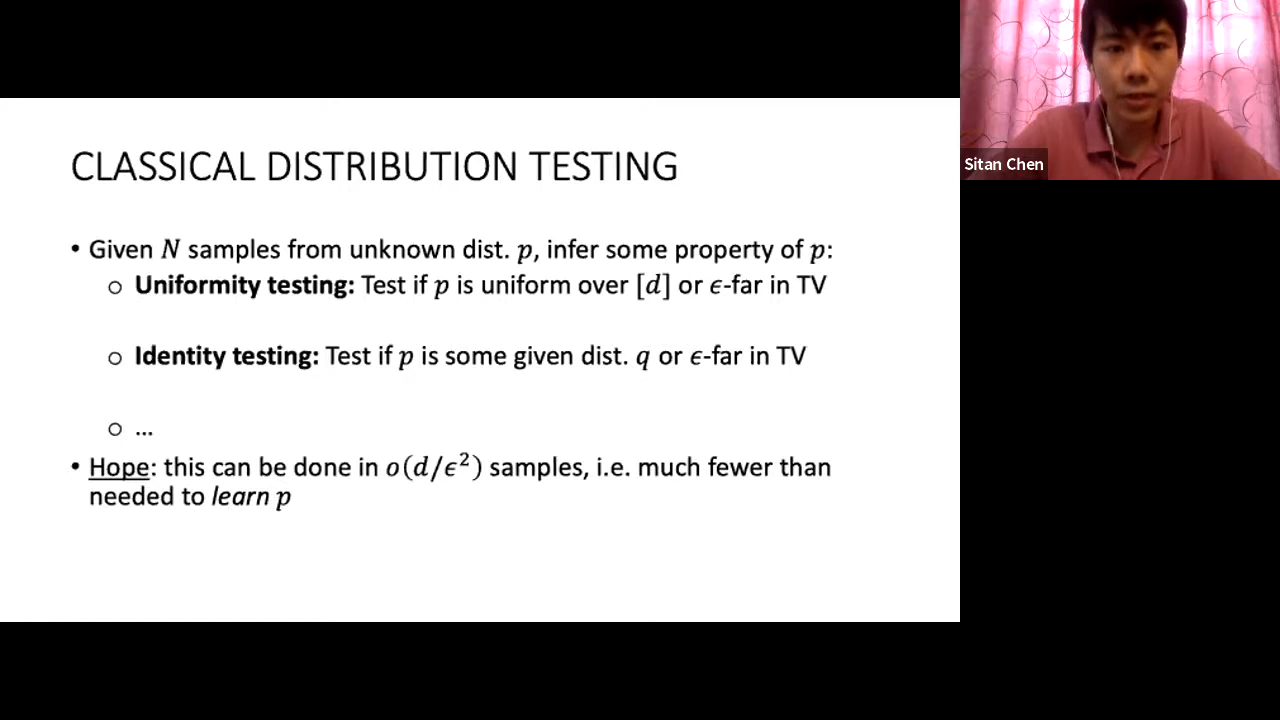 CLASSICAL DISTRIBUTION TESTING
• Given N samples from unknown dist. p, infer some property of p:
o Uniformity testing: Test if p is uniform over [d] or ϵ-far in TV
o Identity testing: Test if p is some given dist. q or ϵ-far in TV
o ...
• Hope: this can be done in o(d/ϵ²) samples, i.e. much fewer than
needed to learn p
Sitan Chen